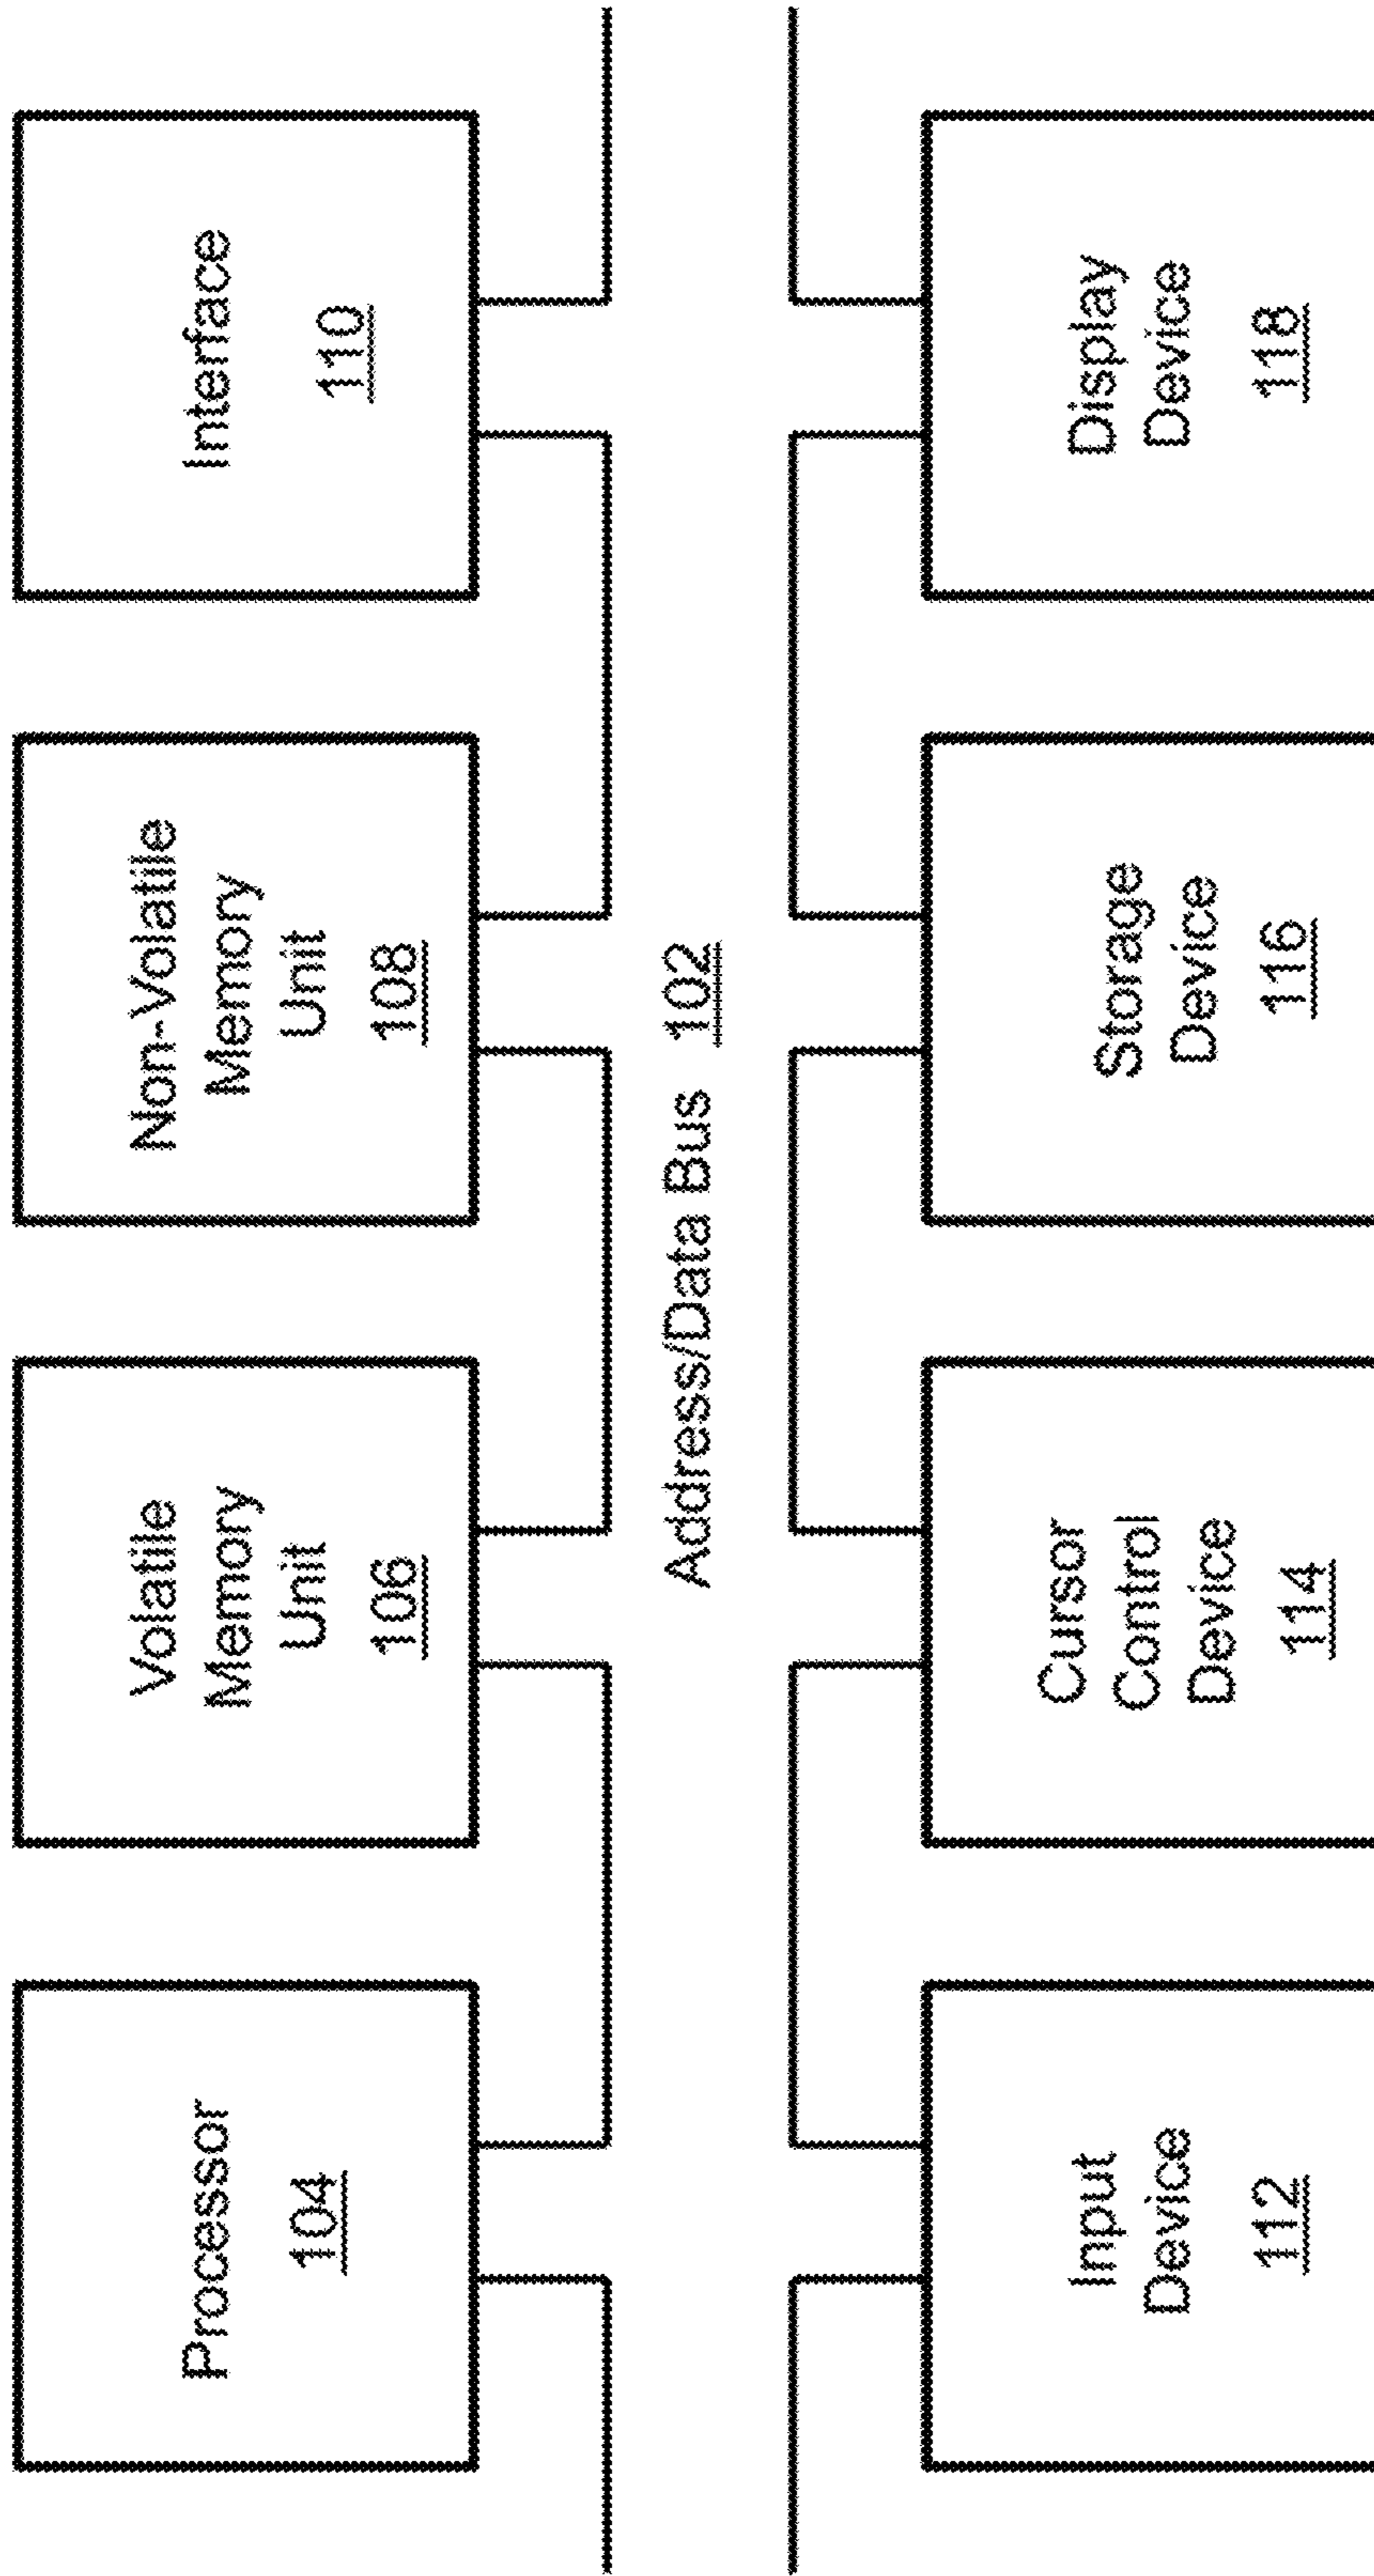 Processor
104
Volatile
Memory
Unit
106
Non-Volatile
Memory
Unit
108
Interface
110
Address/Data Bus 102
Input
Device
112
Cursor
Control
Device
114
Storage
Device
116
Display
Device
118